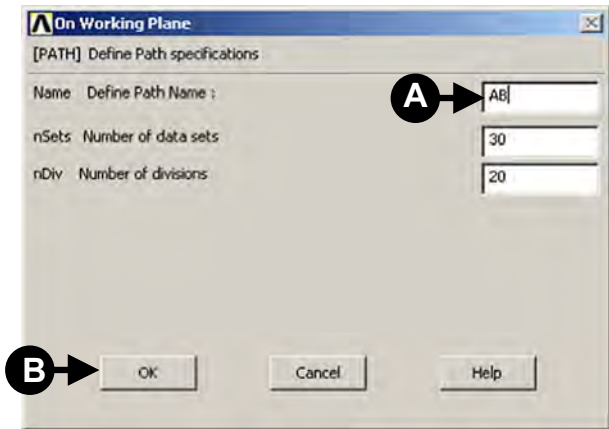 On Working Plane
[PATH] Define Path specifications
Name Define Path Name :
A
AB
nSets Number of data sets
30
nDiv Number of divisions
20
B
OK
Cancel
Help